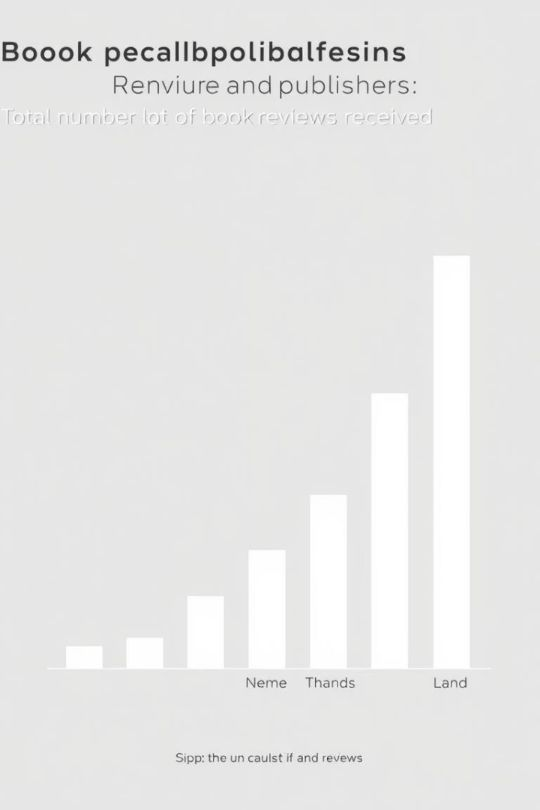 Boook pecallbpolibalfesins
Renviure and publishers:
Total number lot of book reviews received
Neme Thands Land
Sipp: the un caulst if and revews